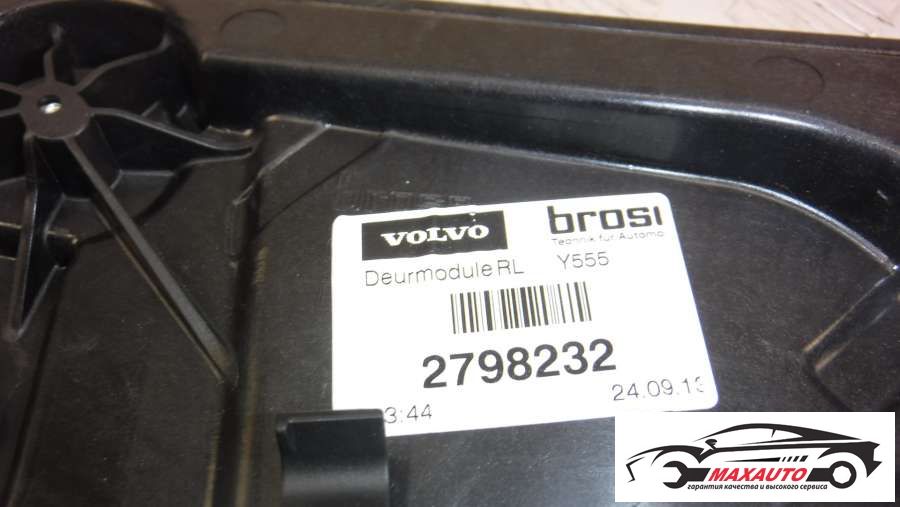 VOLVO brosi
Technik für Automo
Deurmodule RL Y555
2798232
3:44 24.09.13
MAXAUTO
гарантия качества и высокого сервиса